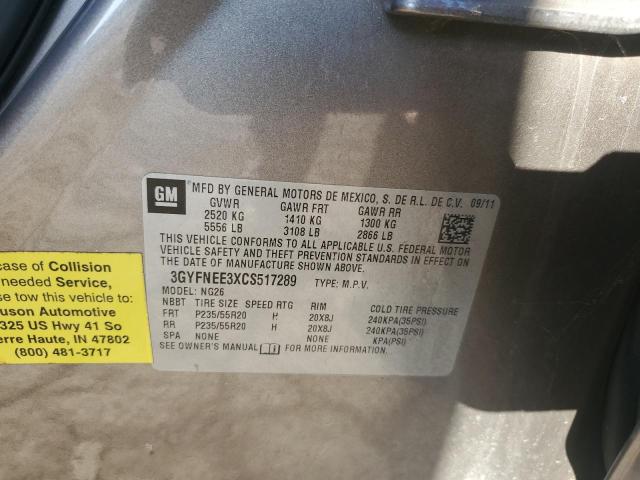 GM
MFD BY GENERAL MOTORS DE MEXICO, S. DE R.L. DE C.V. 09/11
GVWR GAWR FRT GAWR RR
2520 KG 1410 KG 1300 KG
5556 LB 3108 LB 2866 LB
THIS VEHICLE CONFORMS TO ALL APPLICABLE U.S. FEDERAL MOTOR
VEHICLE SAFETY AND THEFT PREVENTION STANDARDS IN EFFECT ON
THE DATE OF MANUFACTURE SHOWN ABOVE.
3GYFNEE3XCS517289 TYPE: M.P.V.
MODEL: NG26
NBBT TIRE SIZE SPEED RTG RIM COLD TIRE PRESSURE
FRT P235/55R20 H 20X8J 240KPA(35PSI)
RR P235/55R20 H 20X8J 240KPA(35PSI)
SPA NONE NONE KPA(PSI)
SEE OWNER'S MANUAL FOR MORE INFORMATION.
case of Collision
needed Service,
se tow this vehicle to:
uson Automotive
325 US Hwy 41 So
erre Haute, IN 47802
(800) 481-3717